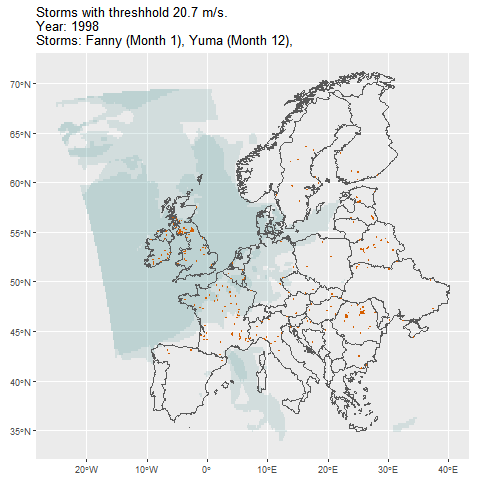 Storms with threshhold 20.7 m/s.
Year: 1998
Storms: Fanny (Month 1), Yuma (Month 12),
70°N
65°N
60°N
55°N
50°N
45°N
40°N
35°N
20°W 10°W 0° 10°E 20°E 30°E 40°E